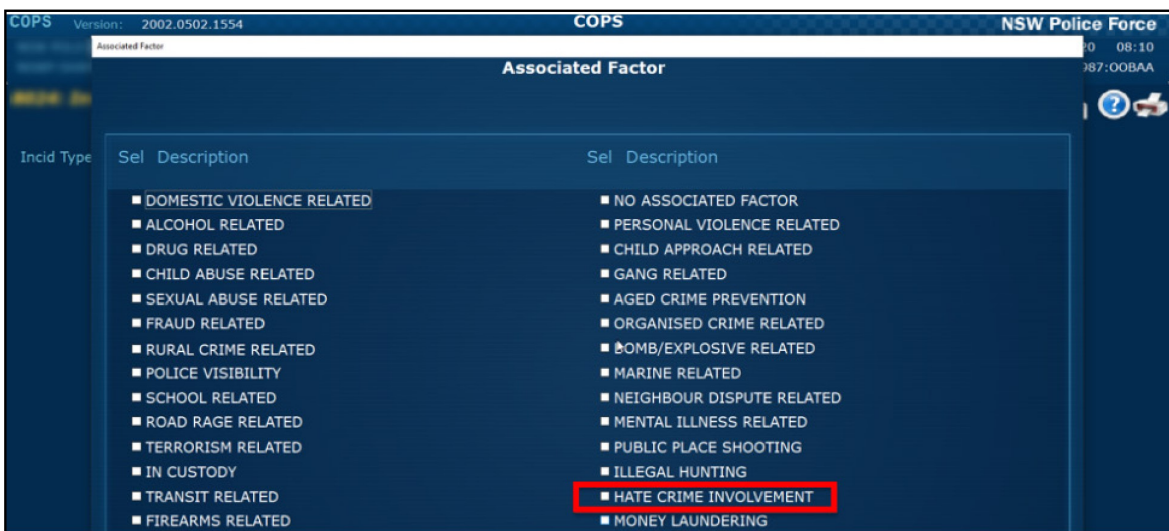 COPS Version: 2002.0502.1554 COPS NSW Police Force
Associated Factor
20 08:10
Associated Factor
987:OOBAA
Incid Type
Sel Description Sel Description
DOMESTIC VIOLENCE RELATED NO ASSOCIATED FACTOR
ALCOHOL RELATED PERSONAL VIOLENCE RELATED
DRUG RELATED CHILD APPROACH RELATED
CHILD ABUSE RELATED GANG RELATED
SEXUAL ABUSE RELATED AGED CRIME PREVENTION
FRAUD RELATED ORGANISED CRIME RELATED
RURAL CRIME RELATED BOMB/EXPLOSIVE RELATED
POLICE VISIBILITY MARINE RELATED
SCHOOL RELATED NEIGHBOUR DISPUTE RELATED
ROAD RAGE RELATED MENTAL ILLNESS RELATED
TERRORISM RELATED PUBLIC PLACE SHOOTING
IN CUSTODY ILLEGAL HUNTING
TRANSIT RELATED HATE CRIME INVOLVEMENT
FIREARMS RELATED MONEY LAUNDERING